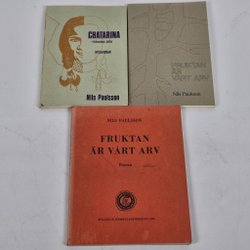 CHATARINA
Nils Paulsson
FRUKTAN
ÄR VÅRT ARV
Nils Paulsson
NILS PAULSSON
FRUKTAN
ÄR VÅRT ARV
Roman